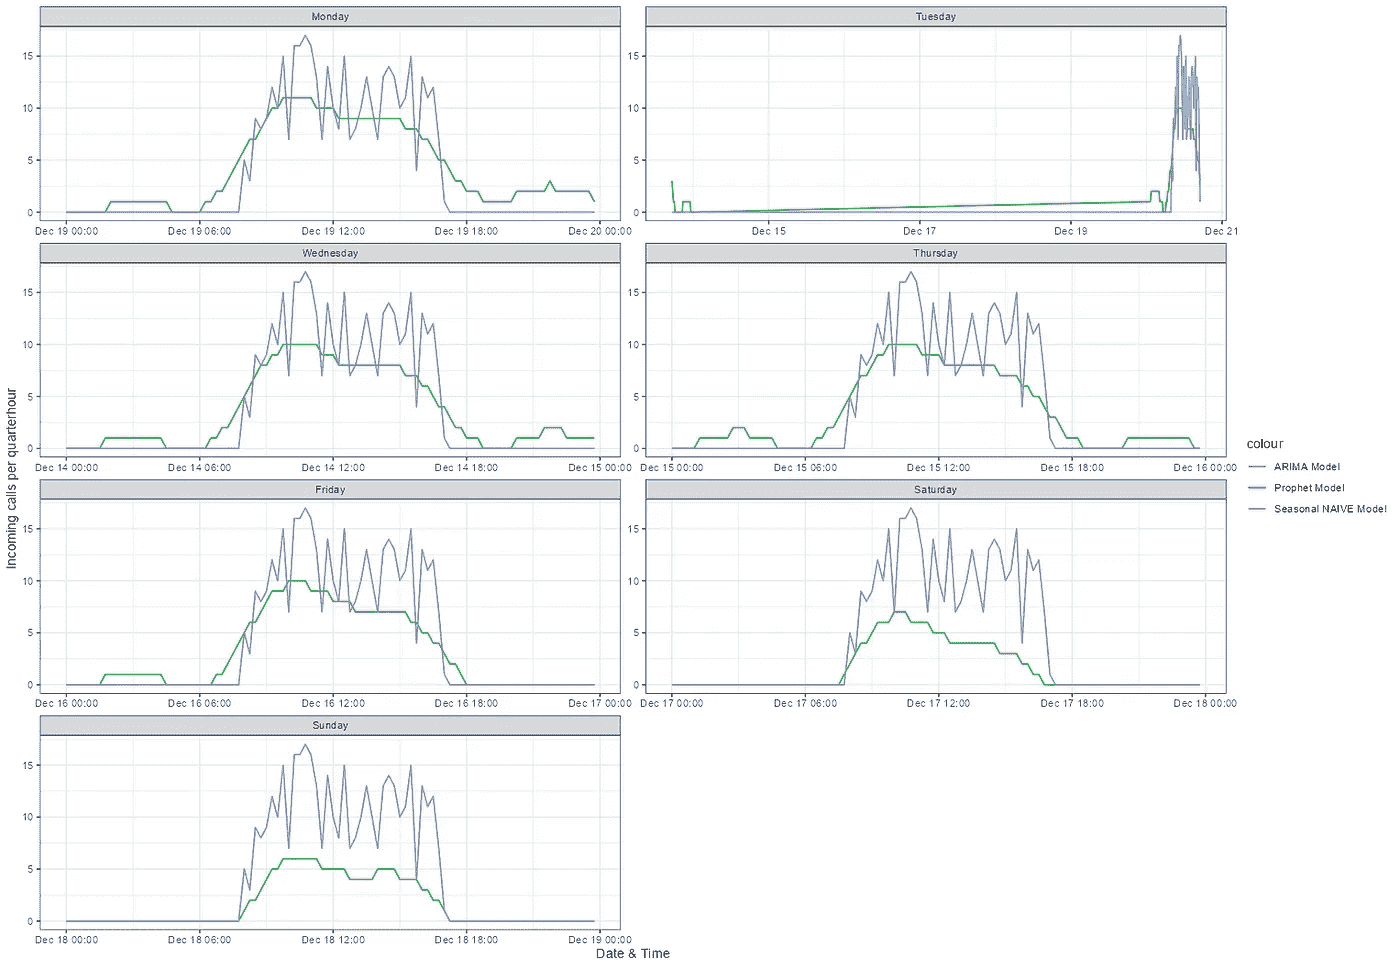 Monday
Tuesday
15
10
5
0
Dec 19 00:00 Dec 19 06:00 Dec 19 12:00 Dec 19 18:00 Dec 20 00:00
15
10
5
0
Dec 15 Dec 17 Dec 19 Dec 21
Wednesday
Thursday
15
10
5
0
Dec 14 00:00 Dec 14 06:00 Dec 14 12:00 Dec 14 18:00 Dec 15 00:00
15
10
5
0
Dec 15 00:00 Dec 15 06:00 Dec 15 12:00 Dec 15 18:00 Dec 16 00:00
Friday
Saturday
15
10
5
0
Dec 16 00:00 Dec 16 06:00 Dec 16 12:00 Dec 16 18:00 Dec 17 00:00
15
10
5
0
Dec 17 00:00 Dec 17 06:00 Dec 17 12:00 Dec 17 18:00 Dec 18 00:00
Sunday
15
10
5
0
Dec 18 00:00 Dec 18 06:00 Dec 18 12:00 Dec 18 18:00 Dec 19 00:00
Incoming calls per quarterhour
Date & Time
colour
ARIMA Model
Prophet Model
Seasonal NAIVE Model